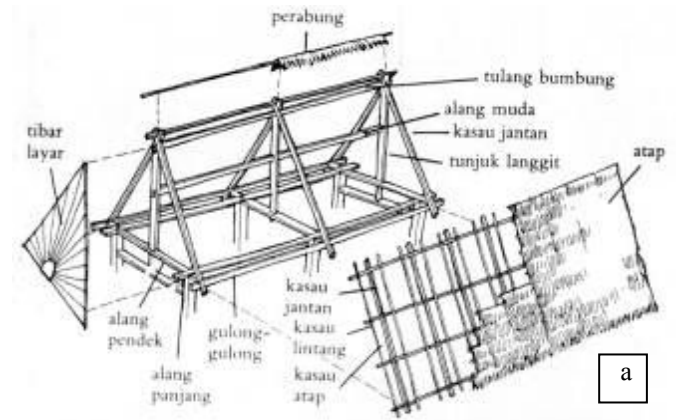 perabung
tulang bumbung
alang muda
kasau jantan
tunjuk langgit
tibar
layar
atap
alang
pendek
gulong-
gulong
alang
panjang
kasau
jantan
kasau
lintang
kasau
atap
a